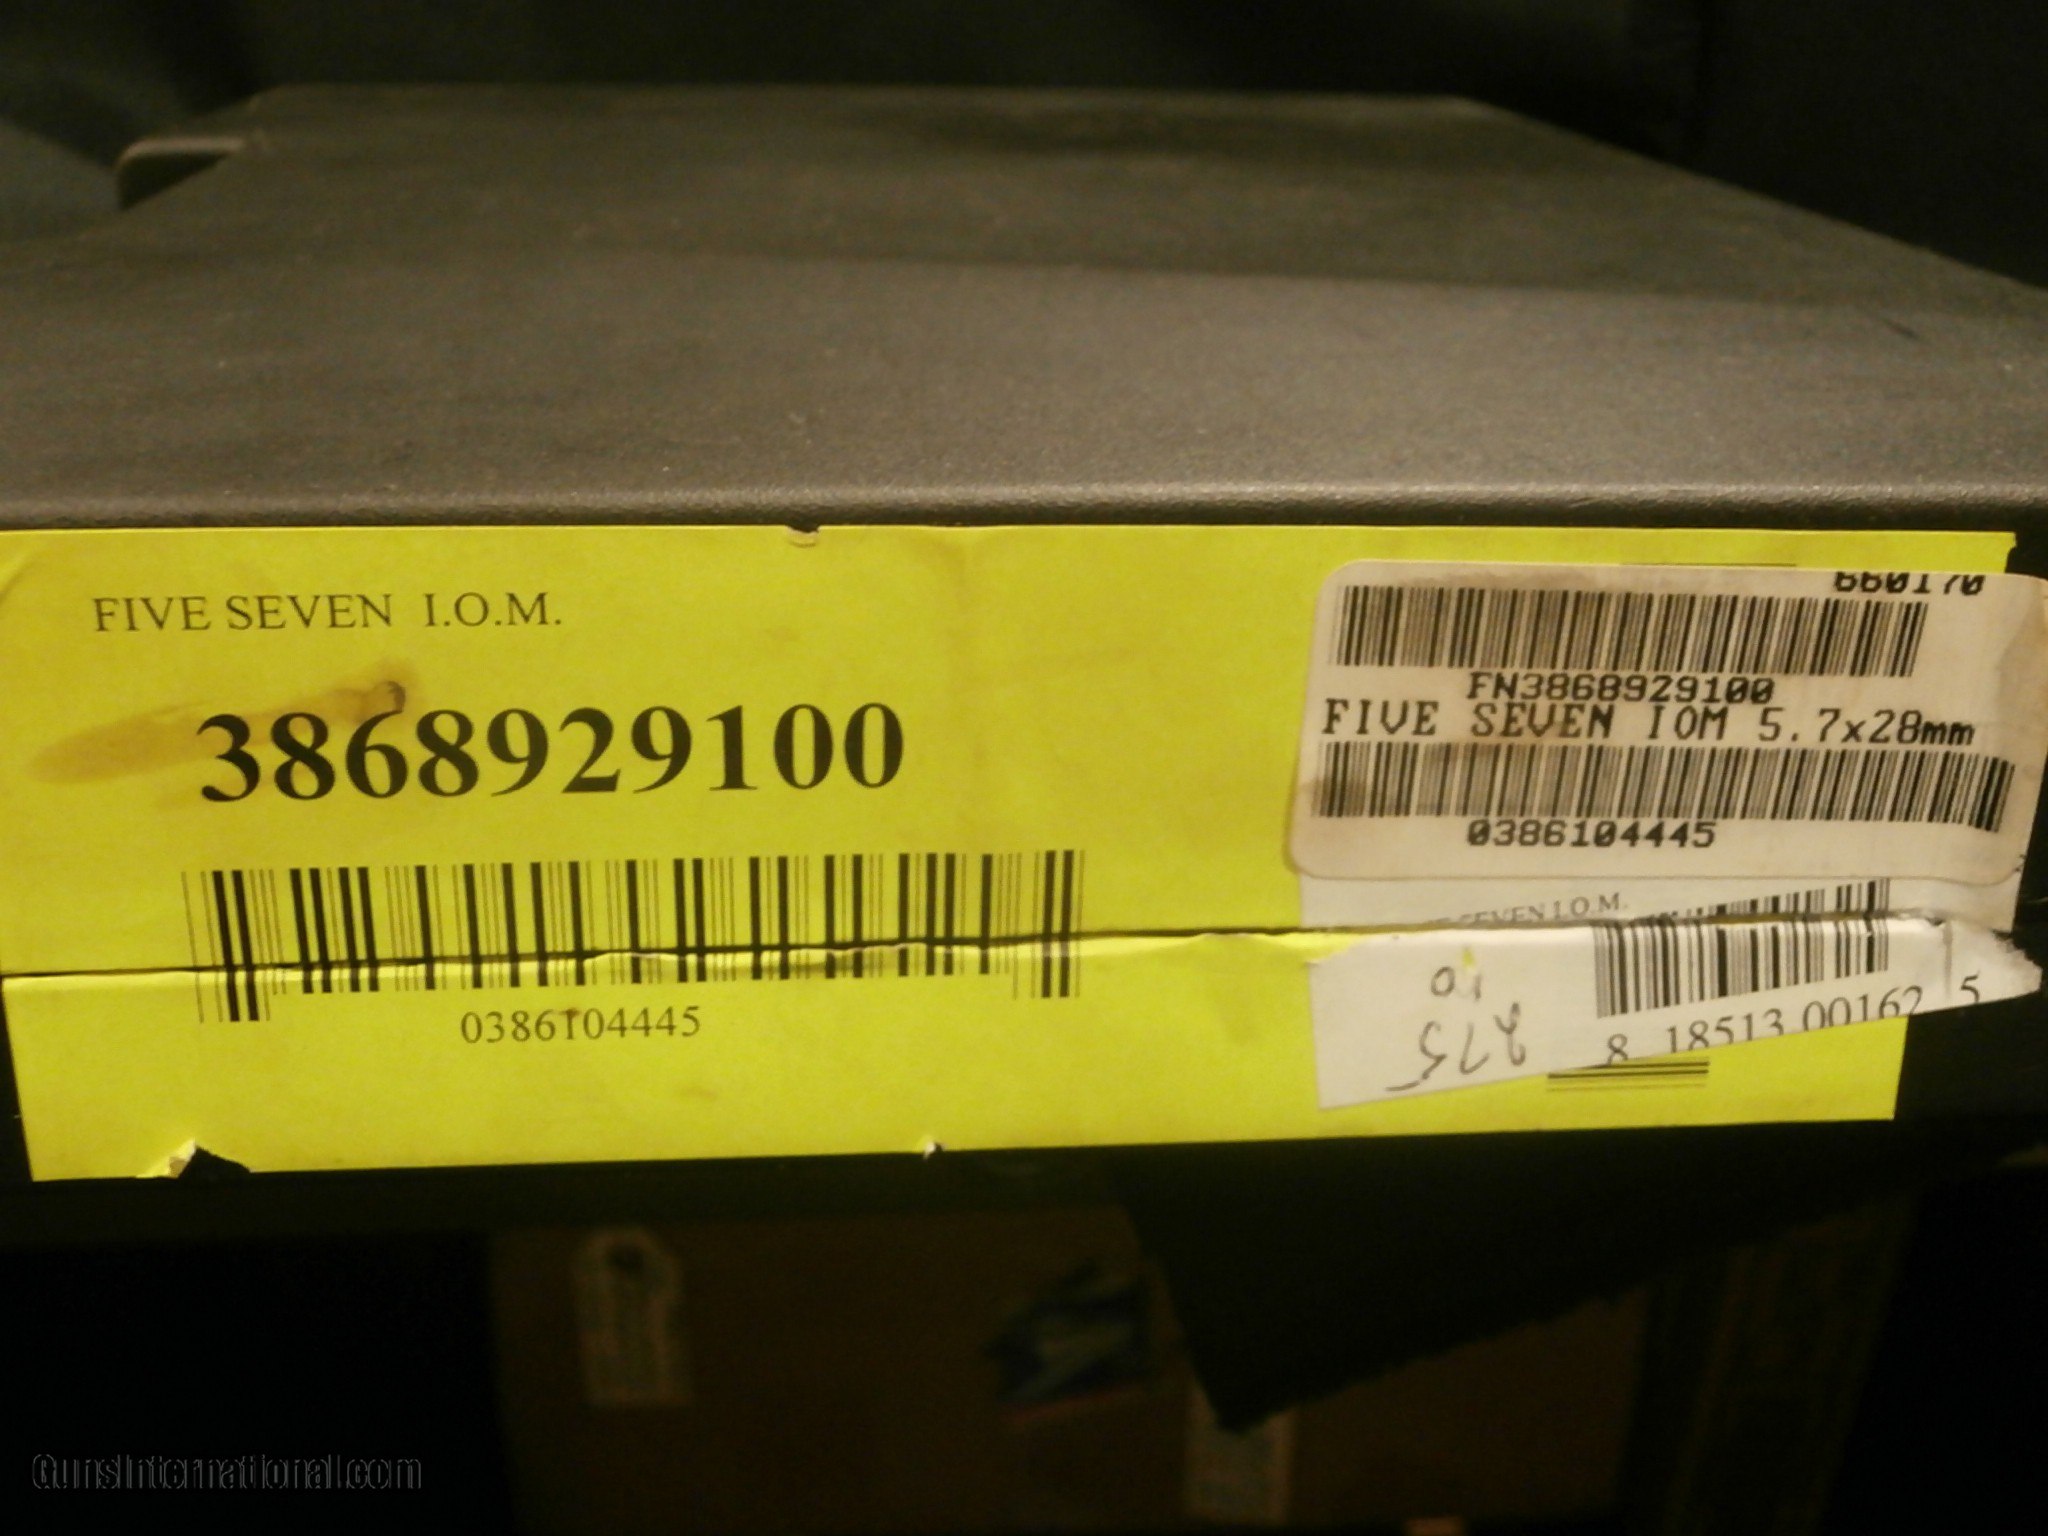 FIVE SEVEN I.O.M.
3868929100
0386104445
660170
FN3868929100
FIVE SEVEN IOM 5.7x28mm
0386104445
SEVEN I.O.M.
8 18513 00162 5
275
GunsInternational.com